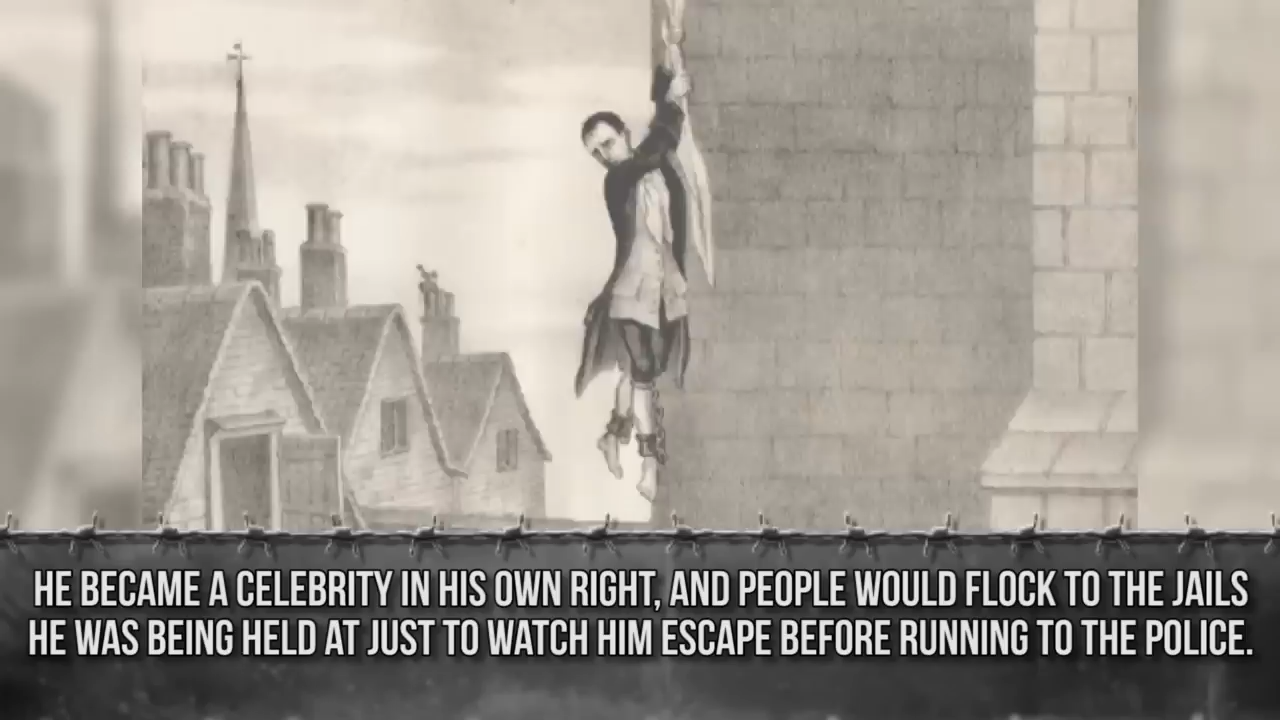 HE BECAME A CELEBRITY IN HIS OWN RIGHT, AND PEOPLE WOULD FLOCK TO THE JAILS
HE WAS BEING HELD AT JUST TO WATCH HIM ESCAPE BEFORE RUNNING TO THE POLICE.